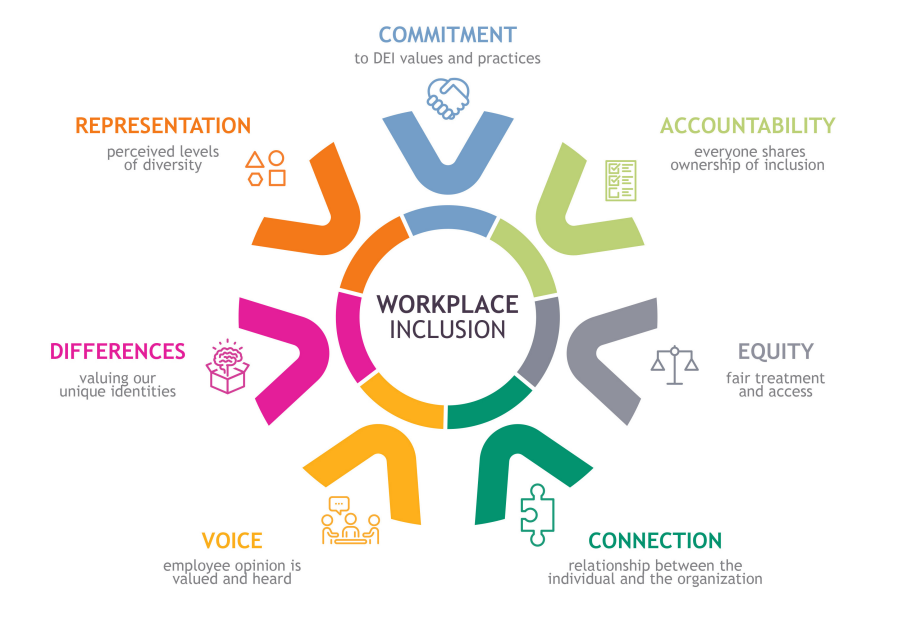 COMMITMENT
to DEI values and practices
REPRESENTATION
perceived levels
of diversity
ACCOUNTABILITY
everyone shares
ownership of inclusion
WORKPLACE
INCLUSION
DIFFERENCES
valuing our
unique identities
EQUITY
fair treatment
and access
VOICE
employee opinion is
valued and heard
CONNECTION
relationship between the
individual and the organization